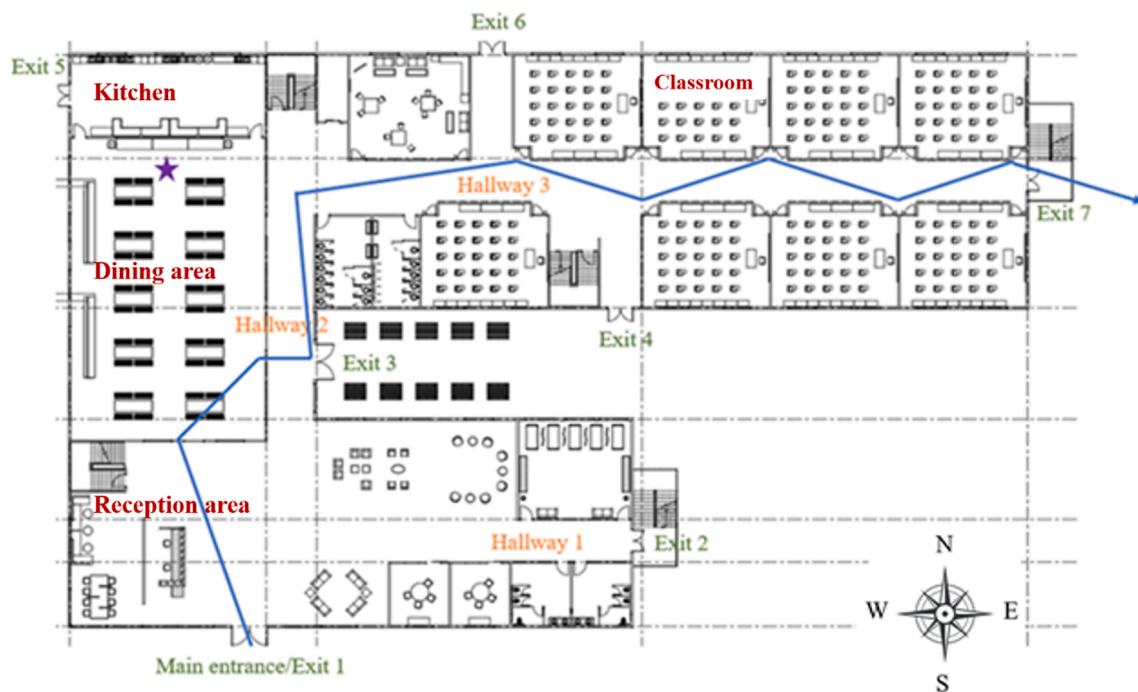 Exit 6
Exit 5
Kitchen
Classroom
Hallway 3
Exit 7
Dining area
Hallway 2
Exit 4
Exit 3
Reception area
Hallway 1
Exit 2
N
W
E
S
Main entrance/Exit 1